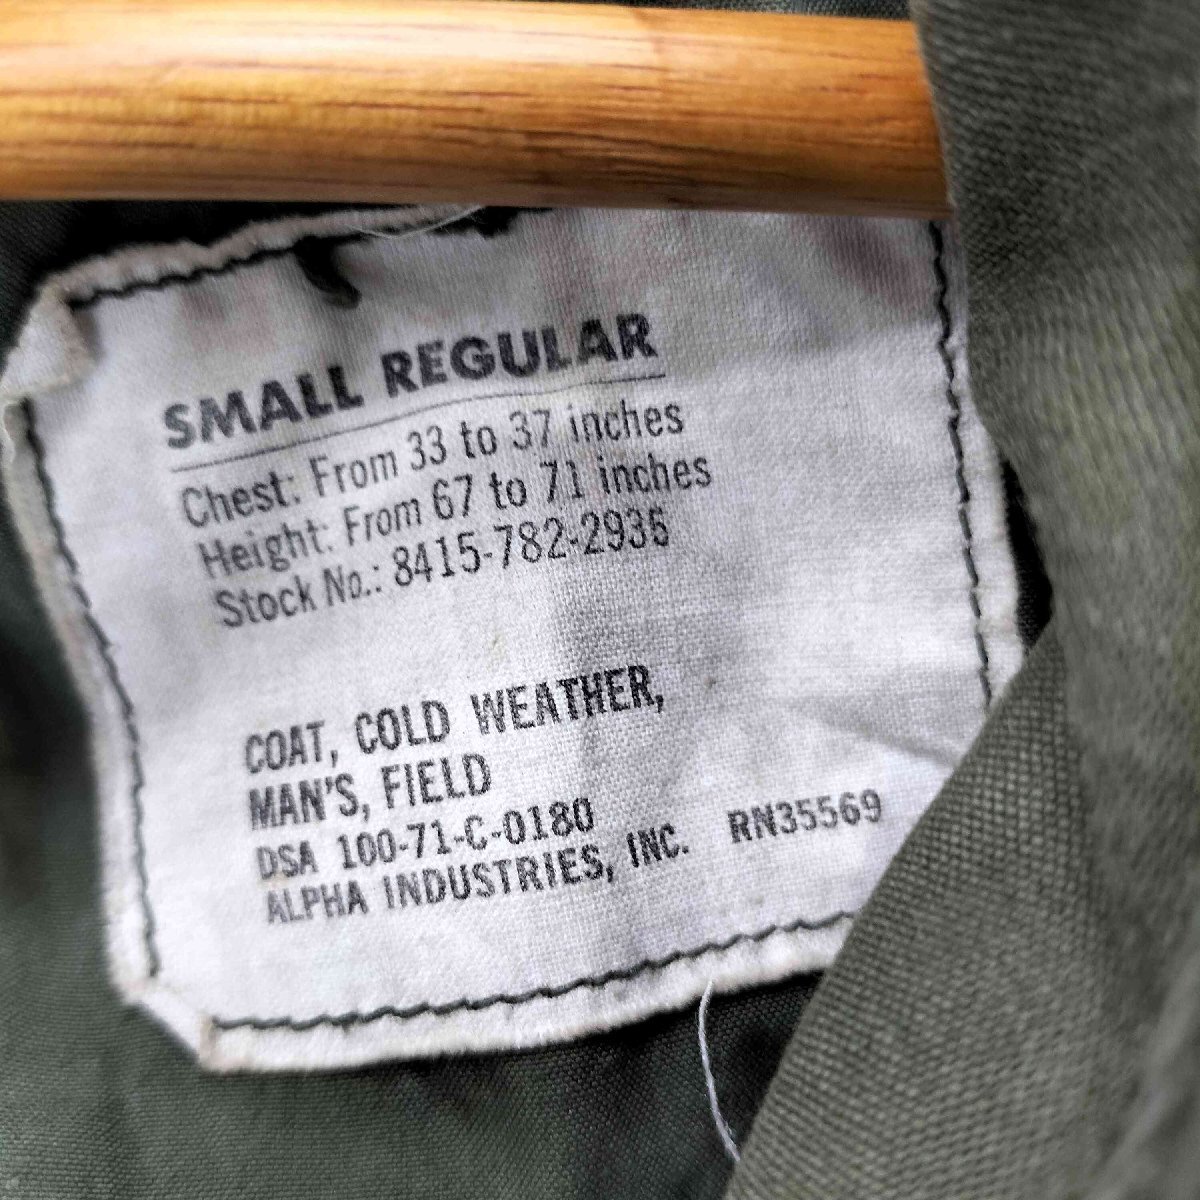 SMALL REGULAR
Chest: From 33 to 37 inches
Height: From 67 to 71 inches
Stock No.: 8415-782-2935
COAT, COLD WEATHER,
MAN'S, FIELD
DSA 100-71-C-0180
ALPHA INDUSTRIES, INC. RN35569